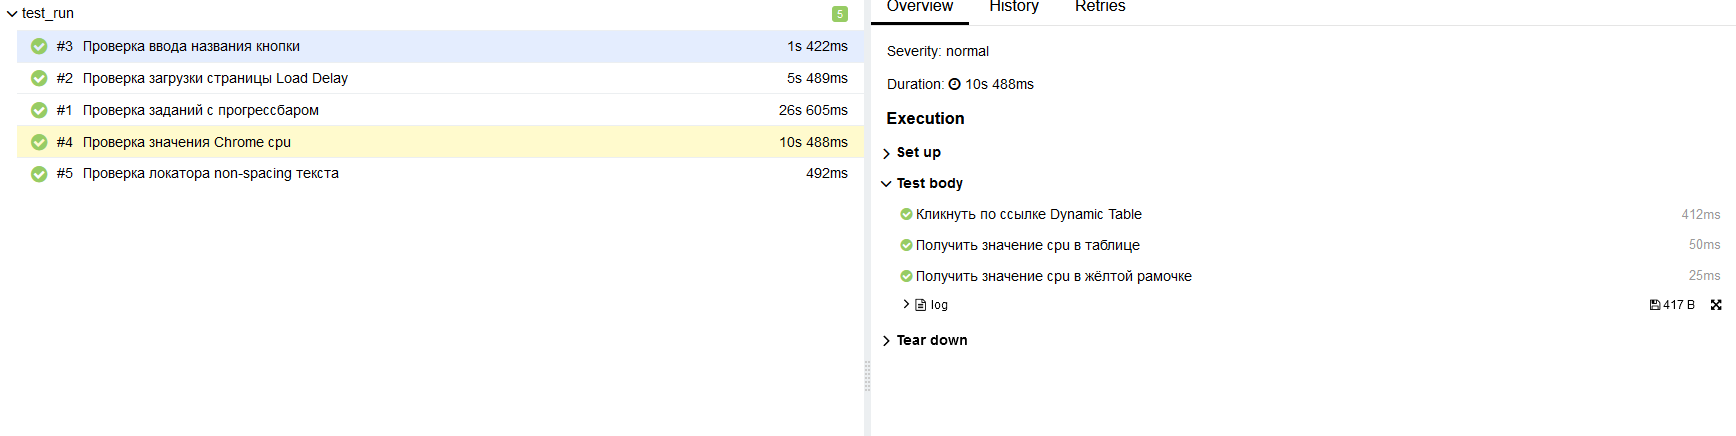 test_run 5
#3 Проверка ввода названия кнопки 1s 422ms
#2 Проверка загрузки страницы Load Delay 5s 489ms
#1 Проверка заданий с прогрессбаром 26s 605ms
#4 Проверка значения Chrome cpu 10s 488ms
#5 Проверка локатора non-spacing текста 492ms
Overview History Retries
Severity: normal
Duration: 10s 488ms
Execution
Set up
Test body
Кликнуть по ссылке Dynamic Table 412ms
Получить значение cpu в таблице 50ms
Получить значение cpu в жёлтой рамочке 25ms
log 417 B
Tear down